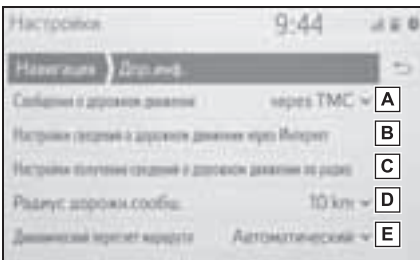 Настройки 9:44
Навигация Дор.инф.
Сообщения о дорожном движении через TMC A
Настройки сведений о дорожном движении через Интернет B
Настройки получения сведений о дорожном движении по радио C
Радиус дорожн.сообщ. 10 km D
Динамический пересчет маршрута Автоматический E